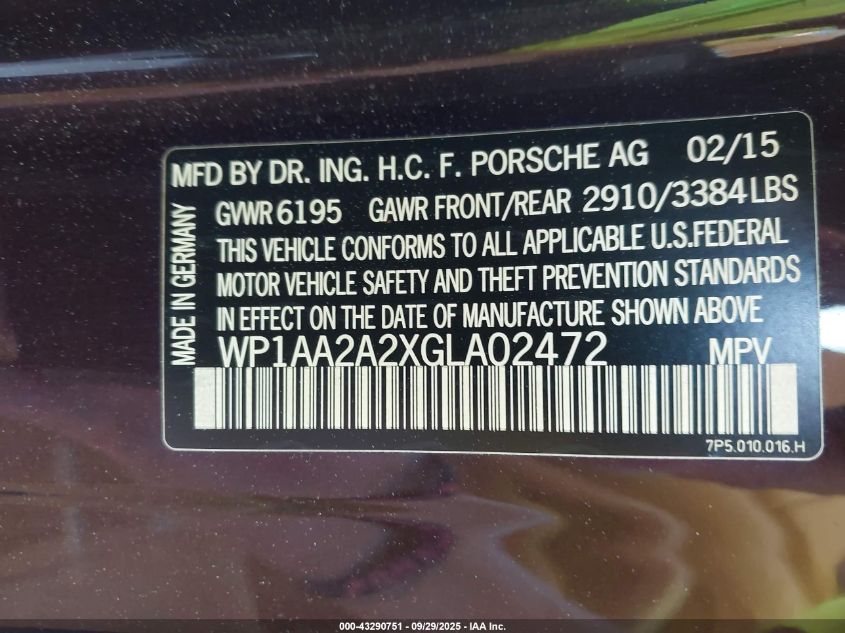 MFD BY DR. ING. H.C. F. PORSCHE AG 02/15
GVWR 6195 GAWR FRONT/REAR 2910/3384 LBS
THIS VEHICLE CONFORMS TO ALL APPLICABLE U.S.FEDERAL
MOTOR VEHICLE SAFETY AND THEFT PREVENTION STANDARDS
IN EFFECT ON THE DATE OF MANUFACTURE SHOWN ABOVE
WP1AA2A2XGLA02472 MPV
MADE IN GERMANY
7P5.010.016.H
000-43290751 - 09/29/2025 - IAA Inc.